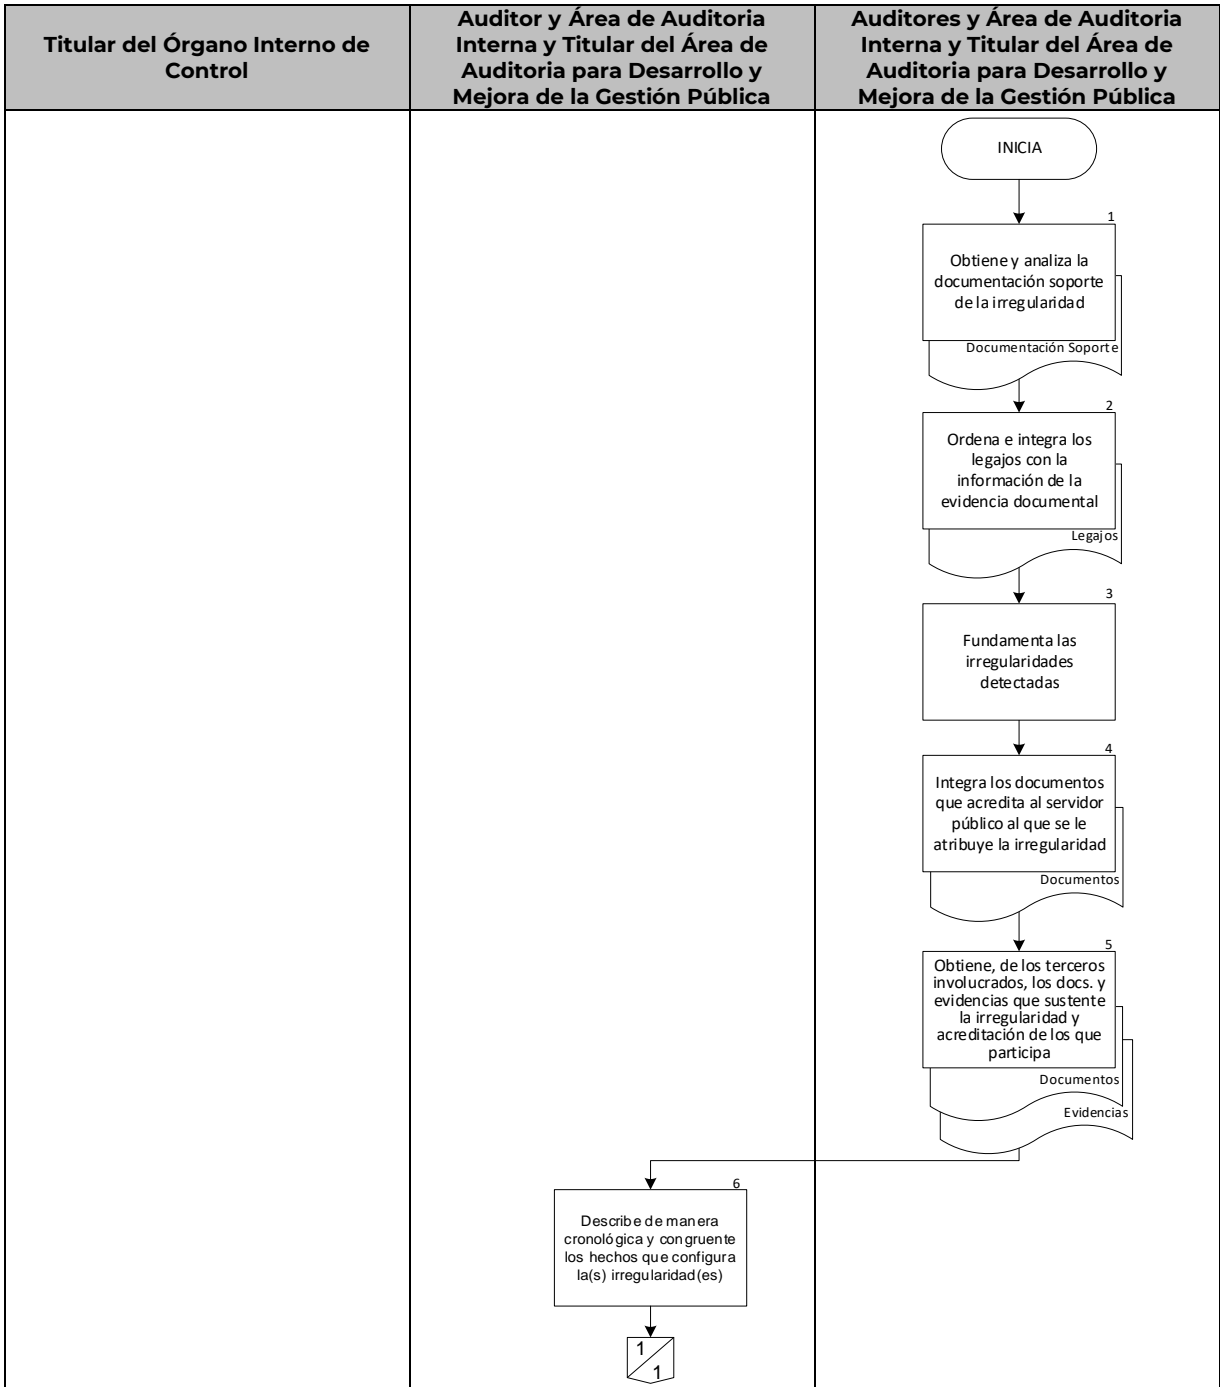 Titular del Órgano Interno de
Control
Auditor y Área de Auditoria
Interna y Titular del Área de
Auditoria para Desarrollo y
Mejora de la Gestión Pública
Auditores y Área de Auditoria
Interna y Titular del Área de
Auditoria para Desarrollo y
Mejora de la Gestión Pública
INICIA
1
Obtiene y analiza la
documentación soporte
de la irregularidad
Documentación Soporte
2
Ordena e integra los
legajos con la
información de la
evidencia documental
Legajos
3
Fundamenta las
irregularidades
detectadas
4
Integra los documentos
que acredita al servidor
público al que se le
atribuye la irregularidad
Documentos
5
Obtiene, de los terceros
involucrados, los docs. y
evidencias que sustente
la irregularidad y
acreditación de los que
participa
Documentos
Evidencias
6
Describe de manera
cronológica y congruente
los hechos que configura
la(s) irregularidad(es)
1
1